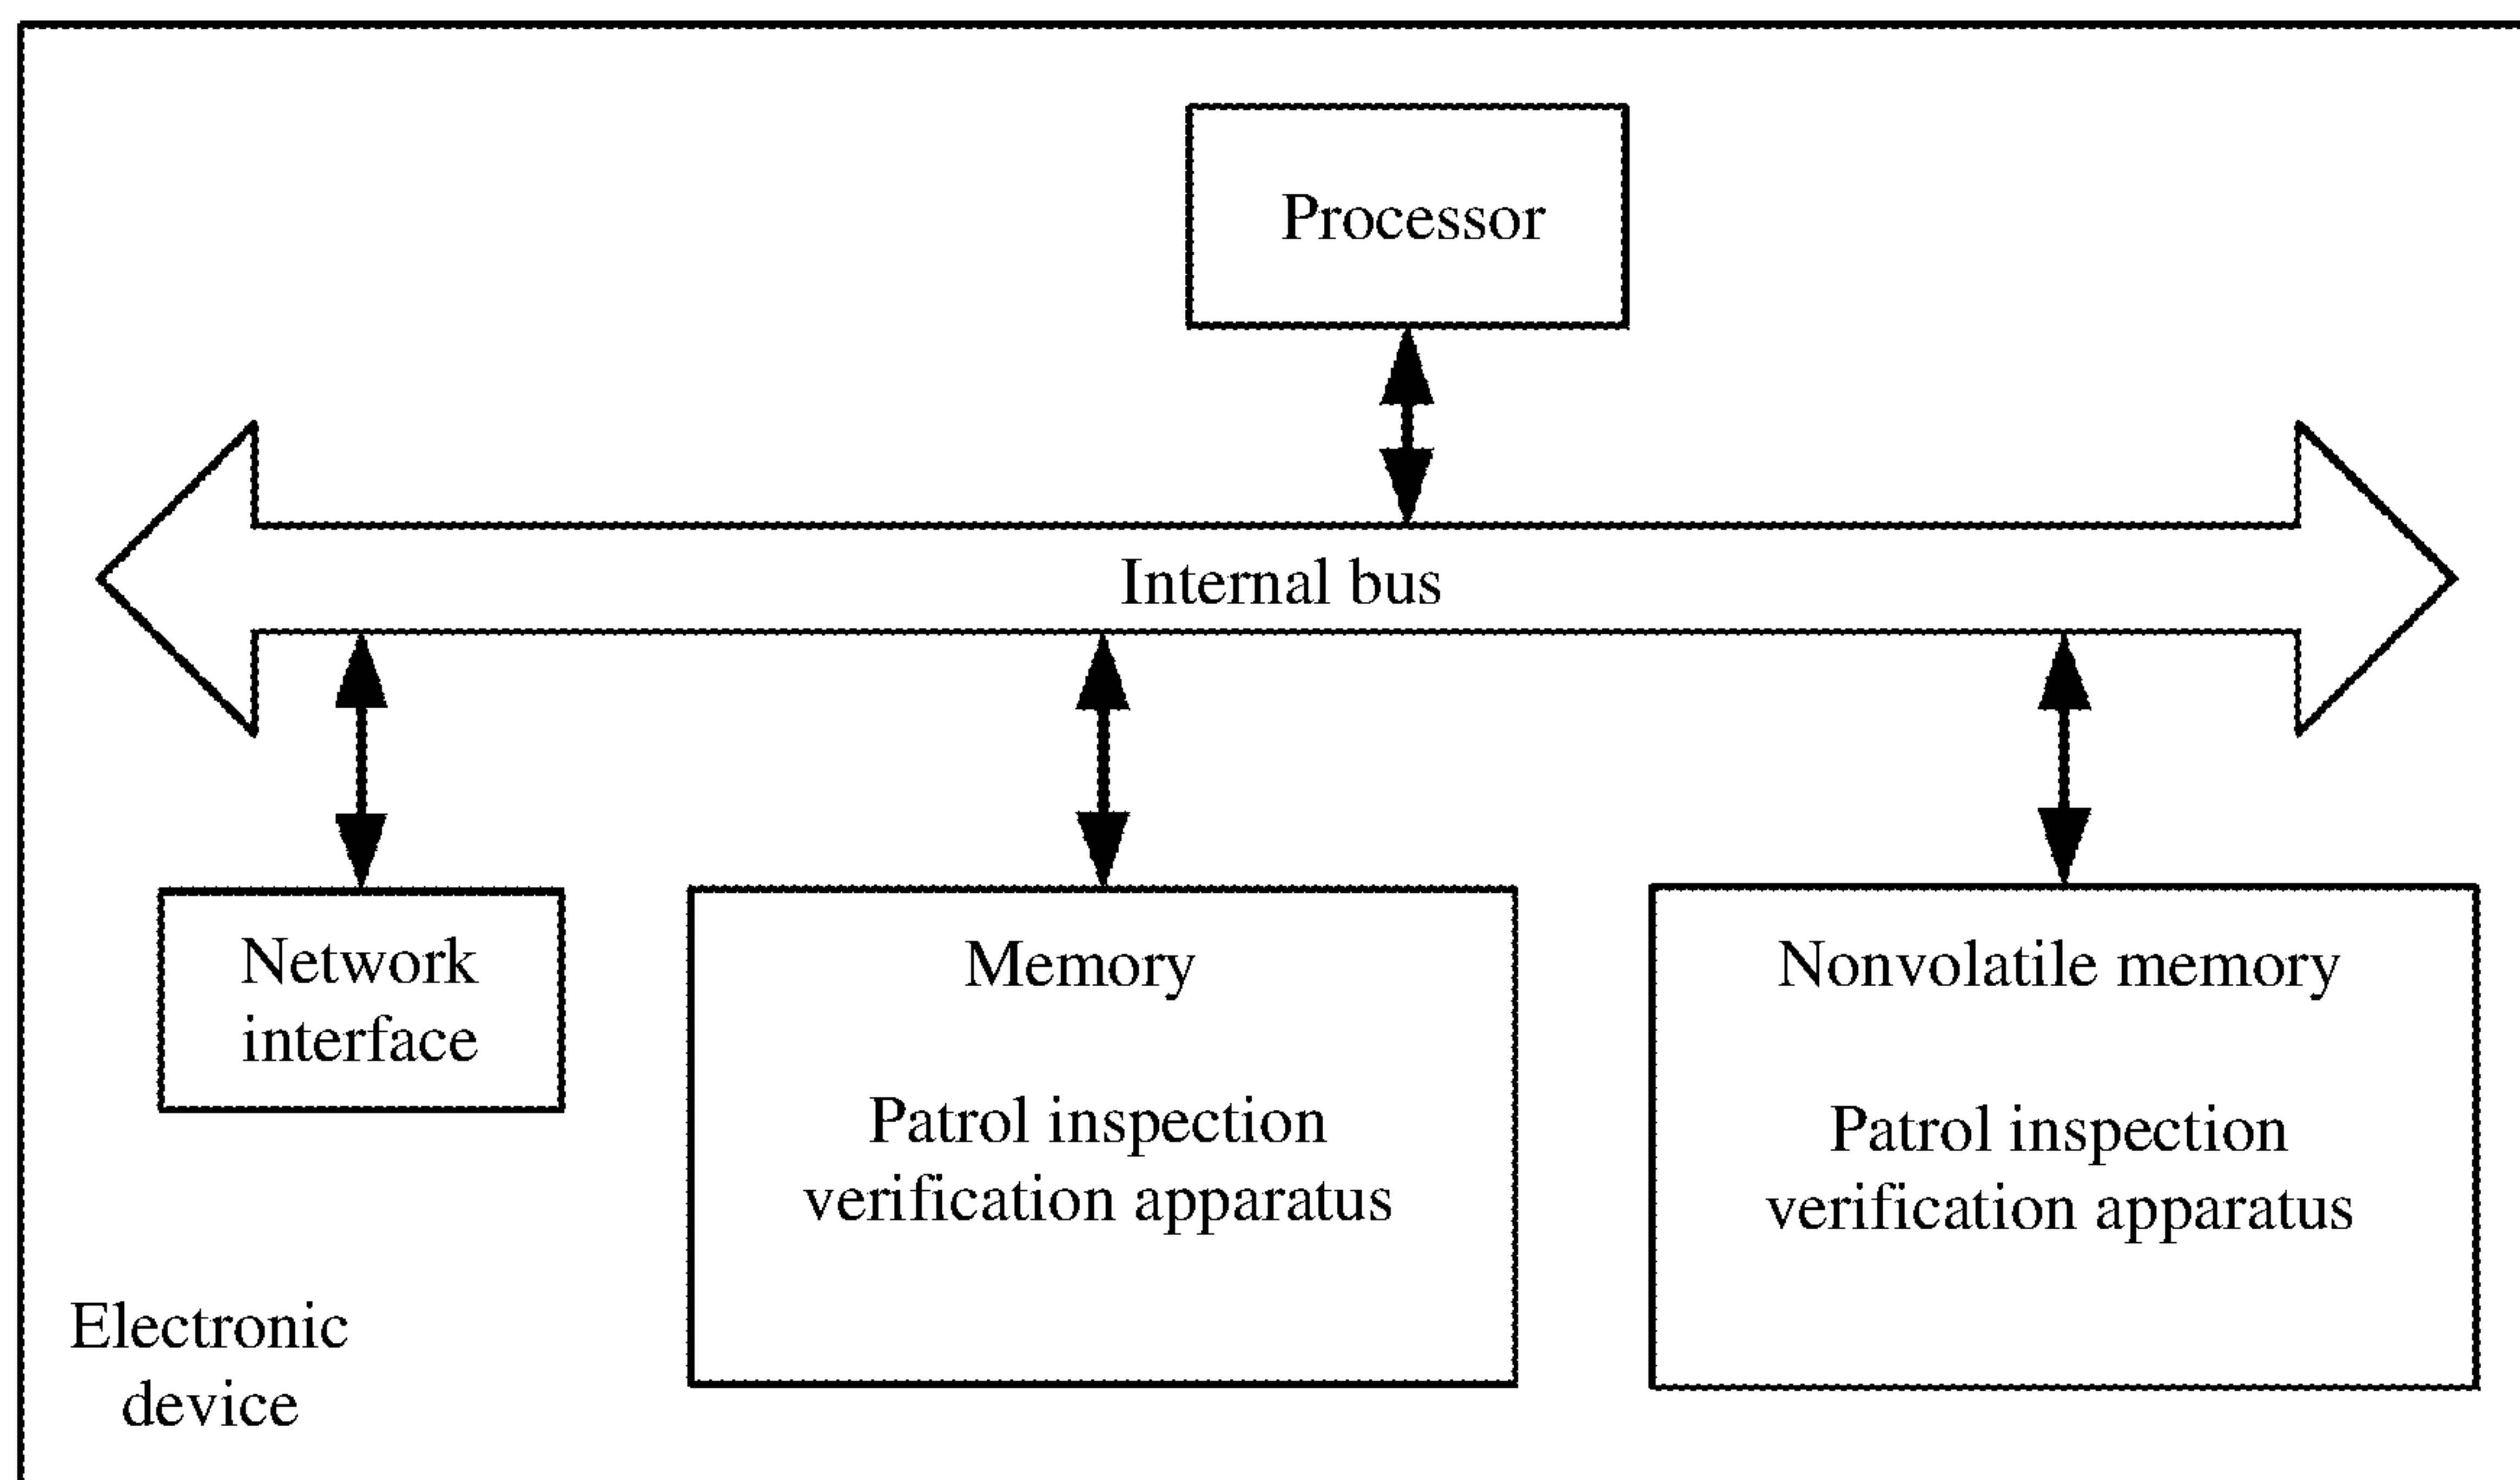 Processor
Internal bus
Network
interface
Memory
Patrol inspection
verification apparatus
Nonvolatile memory
Patrol inspection
verification apparatus
Electronic
device